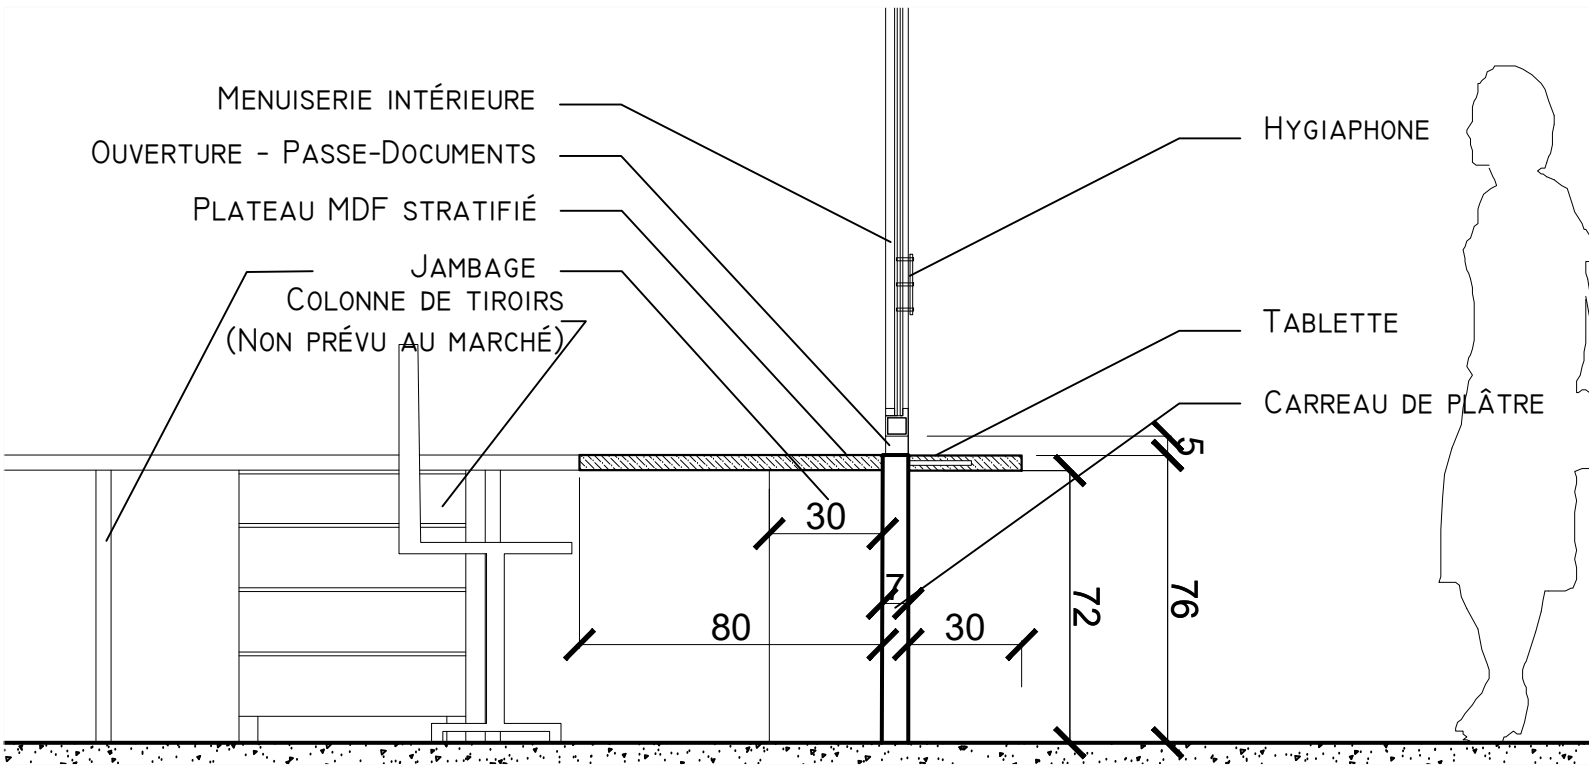 Menuiserie intérieure
Ouverture - Passe-Documents
Plateau MDF stratifié
Jambage
Colonne de tiroirs
(Non prévu au marché)
Hygiaphone
Tablette
Carreau de plâtre
5
30
7
72
76
80
30